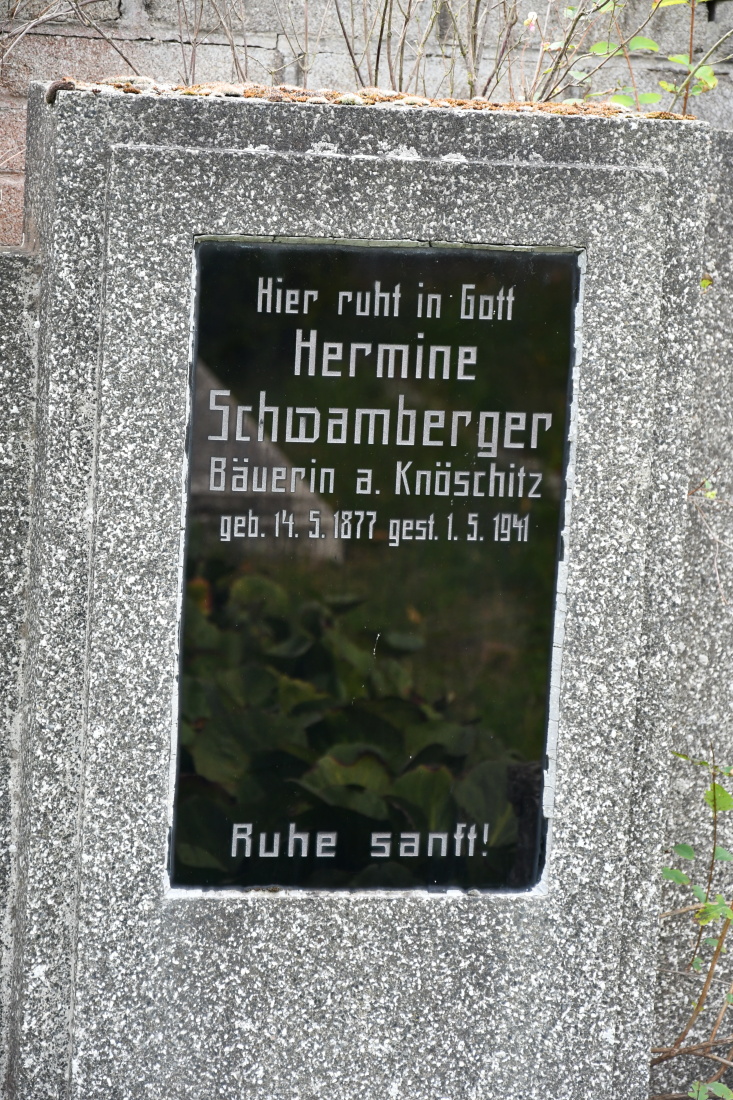 Hier ruht in Gott
Hermine
Schwamberger
Bäuerin a. Knöschitz
geb. 14. 5. 1877 gest. 1. 5. 1941
Ruhe sanft!